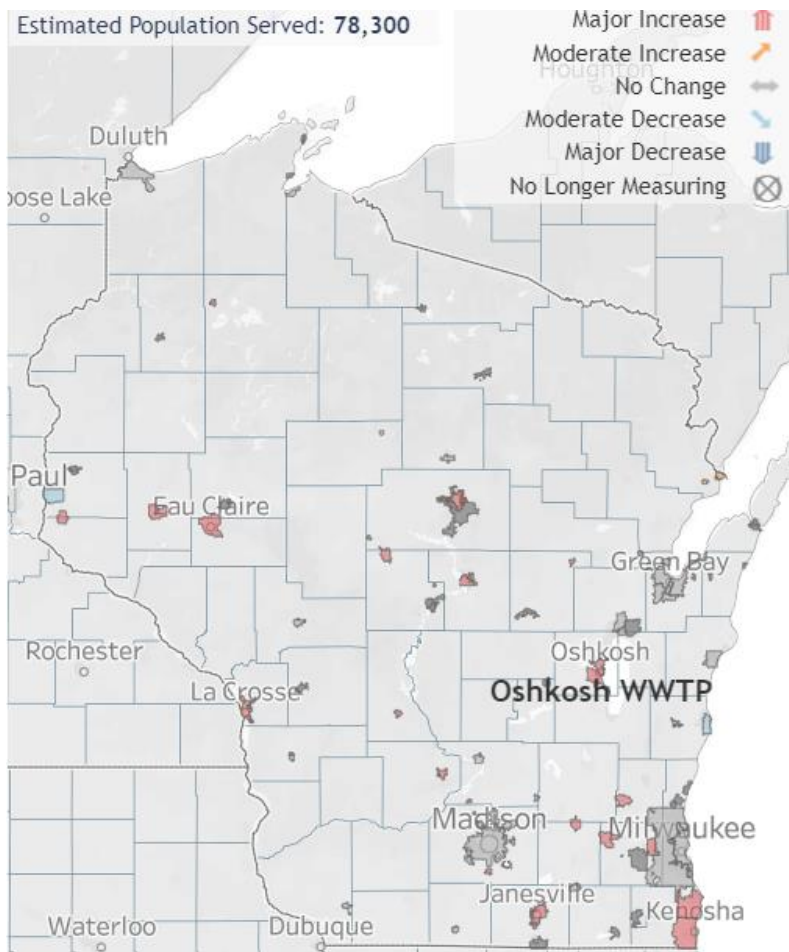 Estimated Population Served: 78,300
Major Increase
Moderate Increase
Houghton
No Change
Moderate Decrease
Major Decrease
No Longer Measuring
Duluth
oose Lake
Paul
Eau Claire
Green Bay
Rochester
Oshkosh
La Crosse
Oshkosh WWTP
Madison
Milwaukee
Janesville
Kenosha
Waterloo
Dubuque